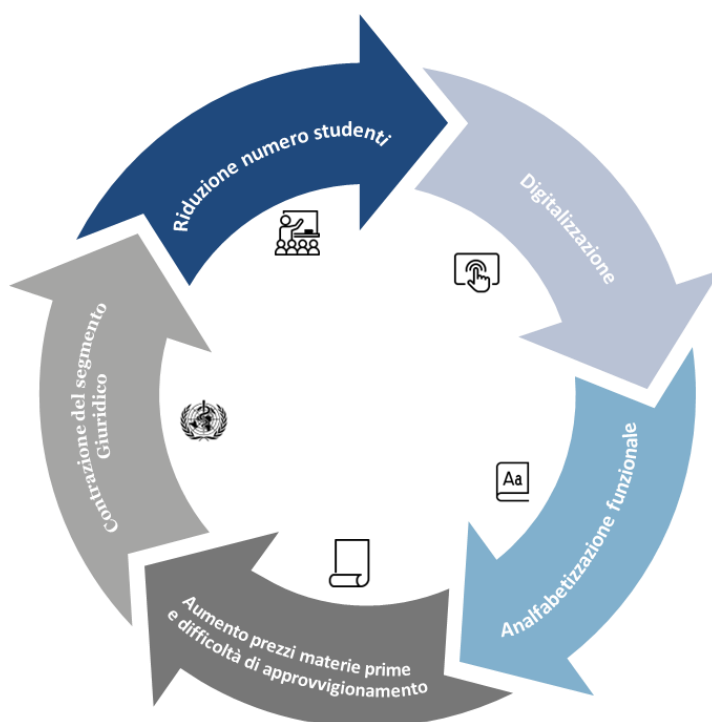 Riduzione numero studenti
Digitalizzazione
Analfabetizzazione funzionale
Aumento prezzi materie prime
e difficoltà di approvvigionamento
Contrazione del segmento
Giuridico
Aa